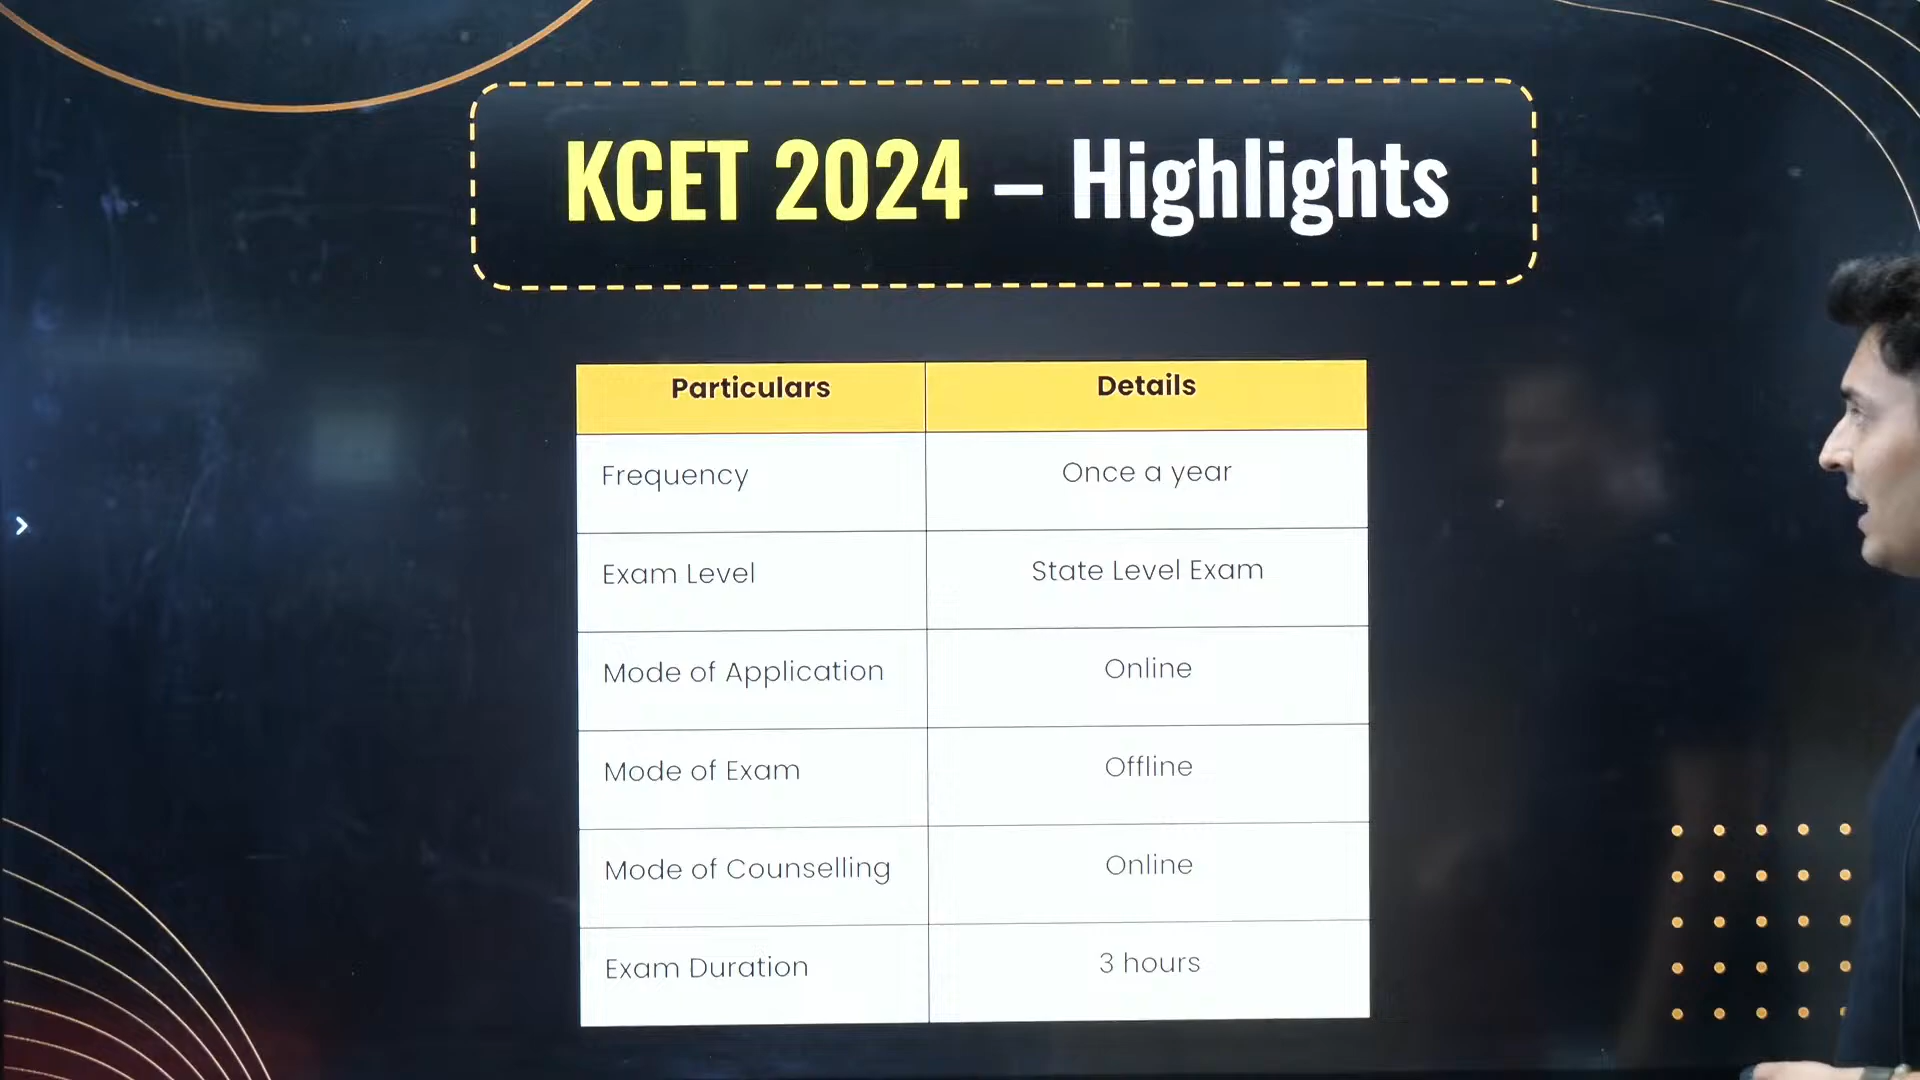 KCET 2024 – Highlights
Particulars Details
Frequency Once a year
Exam Level State Level Exam
Mode of Application Online
Mode of Exam Offline
Mode of Counselling Online
Exam Duration 3 hours